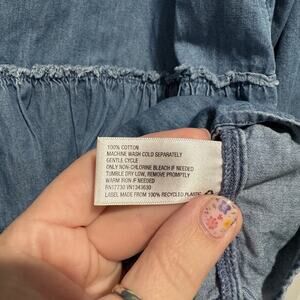 100% COTTON
MACHINE WASH COLD SEPARATELY
GENTLE CYCLE
ONLY NON-CHLORINE BLEACH IF NEEDED
TUMBLE DRY LOW, REMOVE PROMPTLY
WARM IRON IF NEEDED
RN17730 VN1343630
LABEL MADE FROM 100% RECYCLED PLASTIC